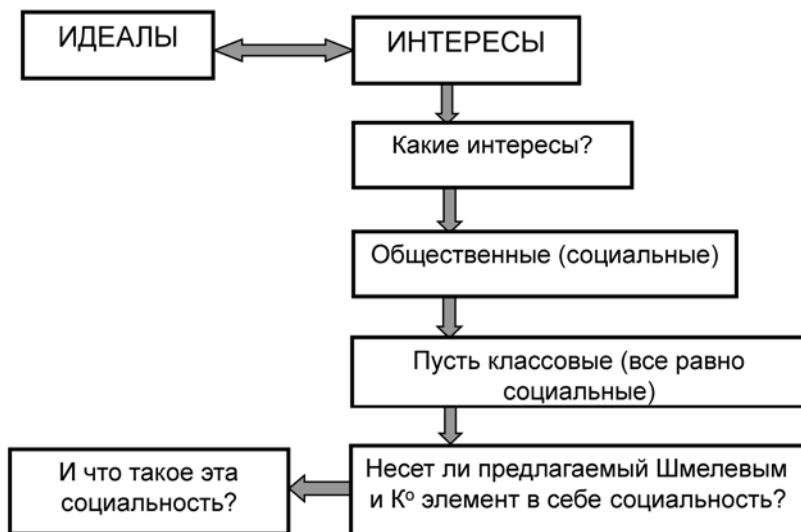 ИДЕАЛЫ
ИНТЕРЕСЫ
Какие интересы?
Общественные (социальные)
Пусть классовые (все равно
социальные)
И что такое эта
социальность?
Несет ли предлагаемый Шмелевым
и Кº элемент в себе социальность?